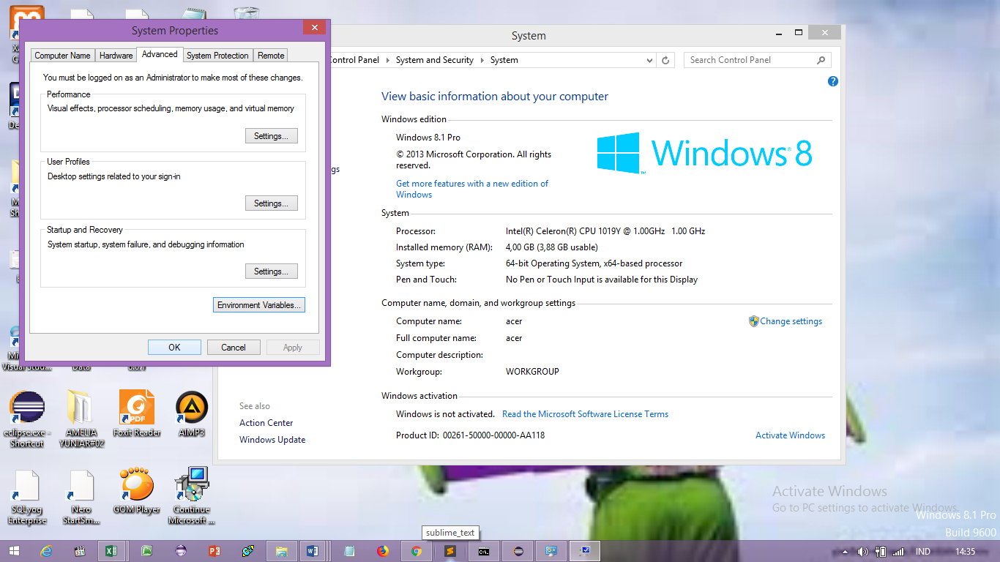 System Properties
Computer Name
Hardware
Advanced
System Protection
Remote
You must be logged on as an Administrator to make most of these changes.
Performance
Visual effects, processor scheduling, memory usage, and virtual memory
Settings...
User Profiles
Desktop settings related to your sign-in
Settings...
Startup and Recovery
System startup, system failure, and debugging information
Settings...
Environment Variables...
OK
Cancel
Apply
System
Control Panel
System and Security
System
Search Control Panel
View basic information about your computer
Windows edition
Windows 8.1 Pro
© 2013 Microsoft Corporation. All rights
reserved.
Get more features with a new edition of
Windows
Windows 8
System
Processor: Intel(R) Celeron(R) CPU 1019Y @ 1.00GHz 1.00 GHz
Installed memory (RAM): 4,00 GB (3,88 GB usable)
System type: 64-bit Operating System, x64-based processor
Pen and Touch: No Pen or Touch Input is available for this Display
Computer name, domain, and workgroup settings
Computer name: acer
Change settings
Full computer name: acer
Computer description:
Workgroup: WORKGROUP
Windows activation
Windows is not activated. Read the Microsoft Software License Terms
Product ID: 00261-50000-00000-AA118
Activate Windows
See also
Action Center
Windows Update
eclipse.exe -
Shortcut
AMELIA
YUNIAR#02
PDF
Foxit Reader
AIMP3
SQLyog
Enterprise
Nero
StartSm...
GOM Player
Continue
Microsoft ...
Activate Windows
Go to PC settings to activate Windows.
Windows 8.1 Pro
Build 9600
sublime_text
IND
14:35